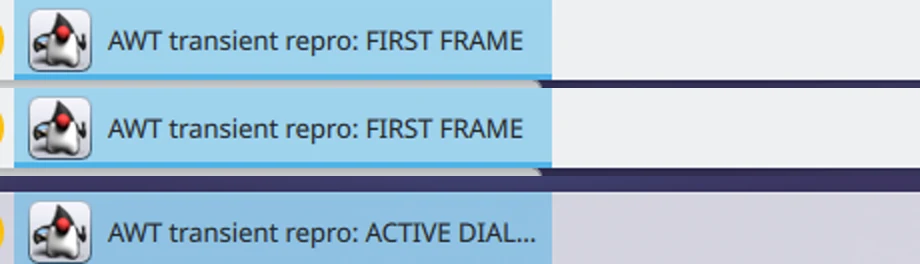 AWT transient repro: FIRST FRAME
AWT transient repro: FIRST FRAME
AWT transient repro: ACTIVE DIAL...